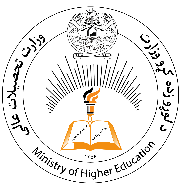 وزارت تحصیلات عالی
د لوړو زده کړو وزارت
Ministry of Higher Education